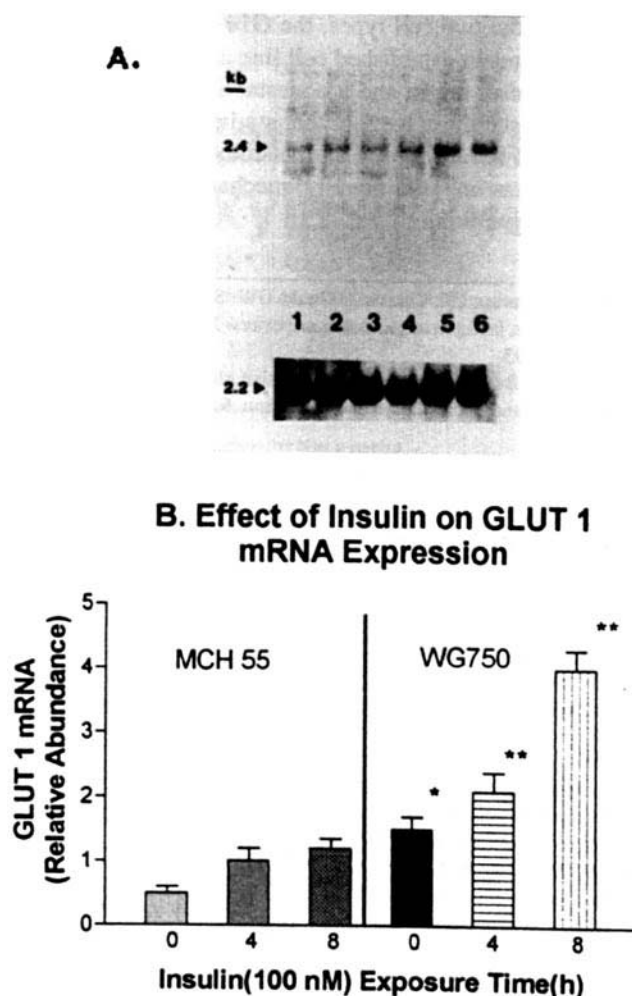 A.
kb
2.4
1 2 3 4 5 6
2.2
B. Effect of Insulin on GLUT 1
mRNA Expression
GLUT 1 mRNA
(Relative Abundance)
5
4
3
2
1
0
MCH 55
WG750
*
**
**
0 4 8 0 4 8
Insulin(100 nM) Exposure Time(h)